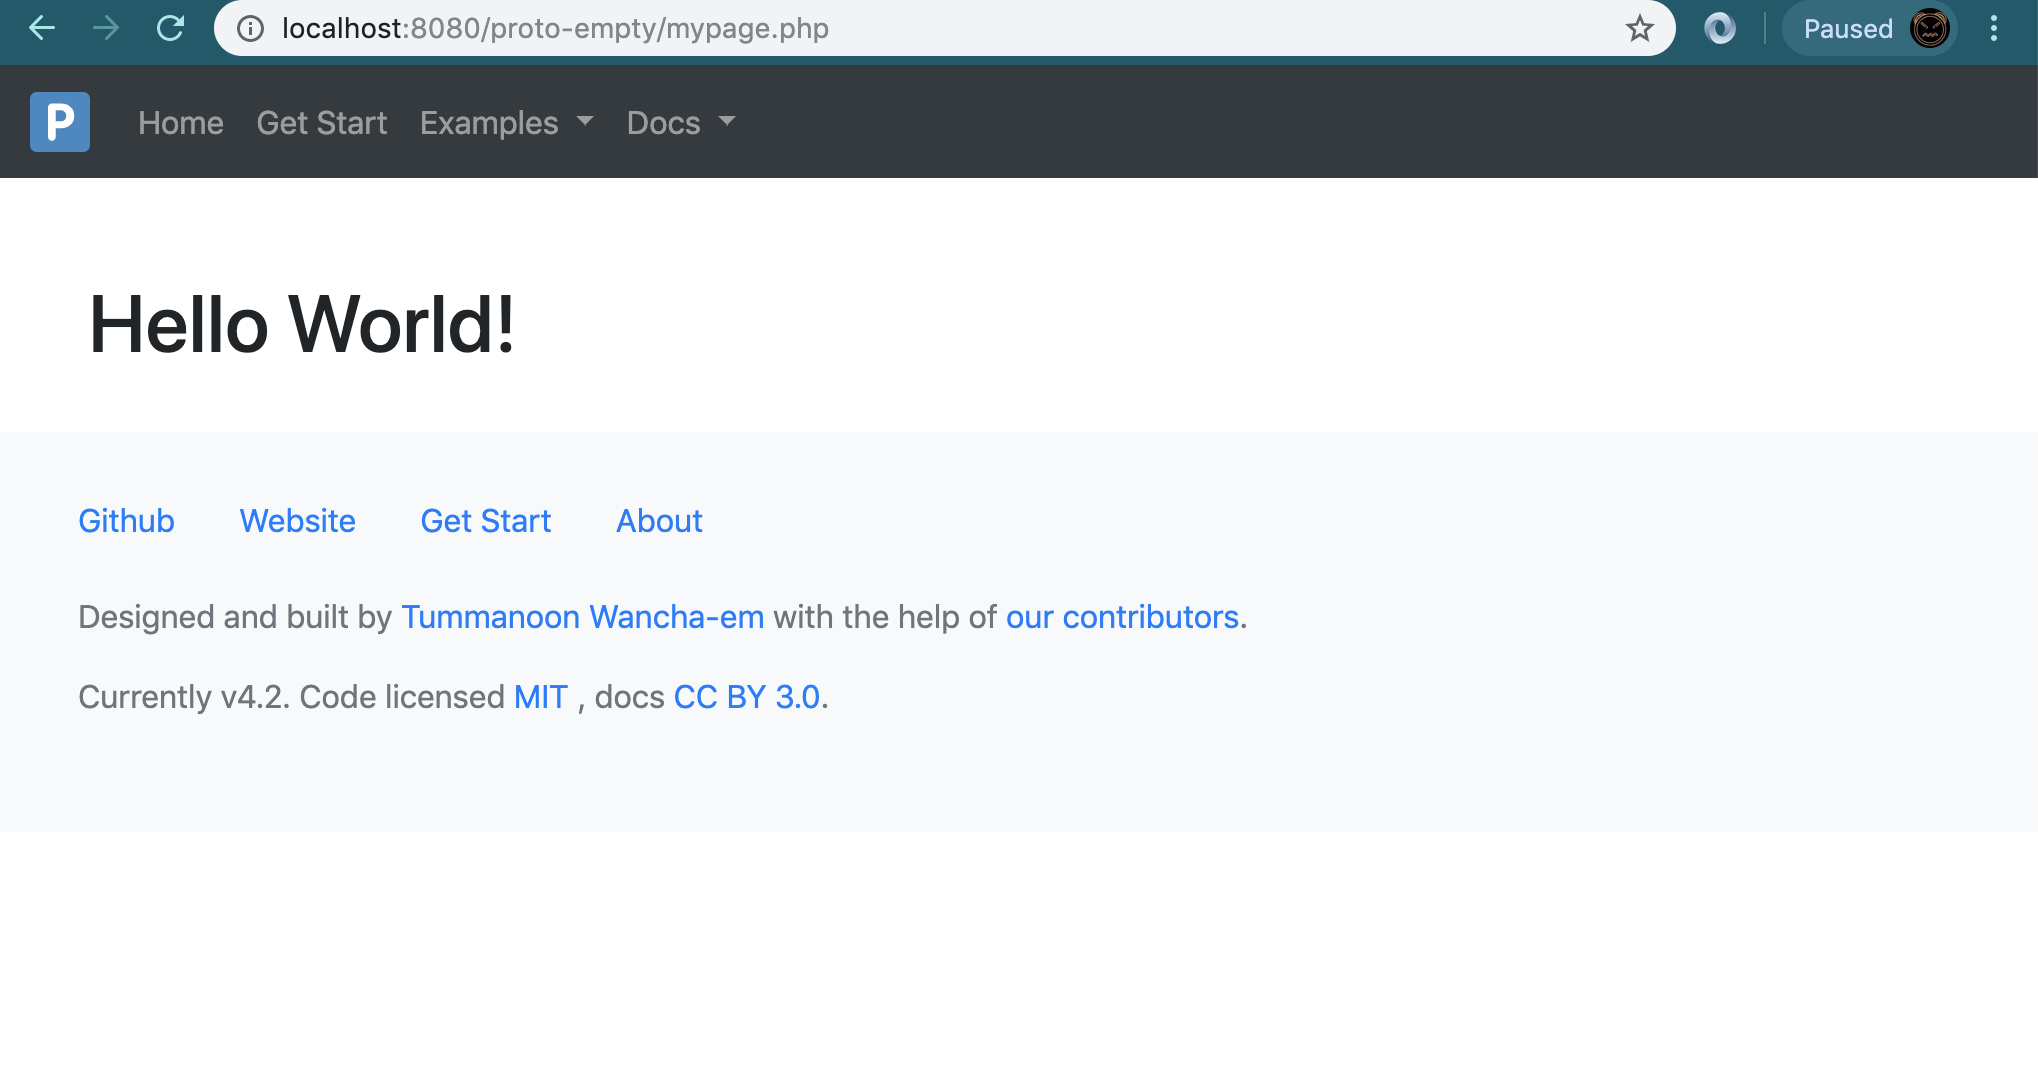 localhost:8080/proto-empty/mypage.php Paused
P Home Get Start Examples Docs
Hello World!
Github Website Get Start About
Designed and built by Tummanoon Wancha-em with the help of our contributors.
Currently v4.2. Code licensed MIT , docs CC BY 3.0.